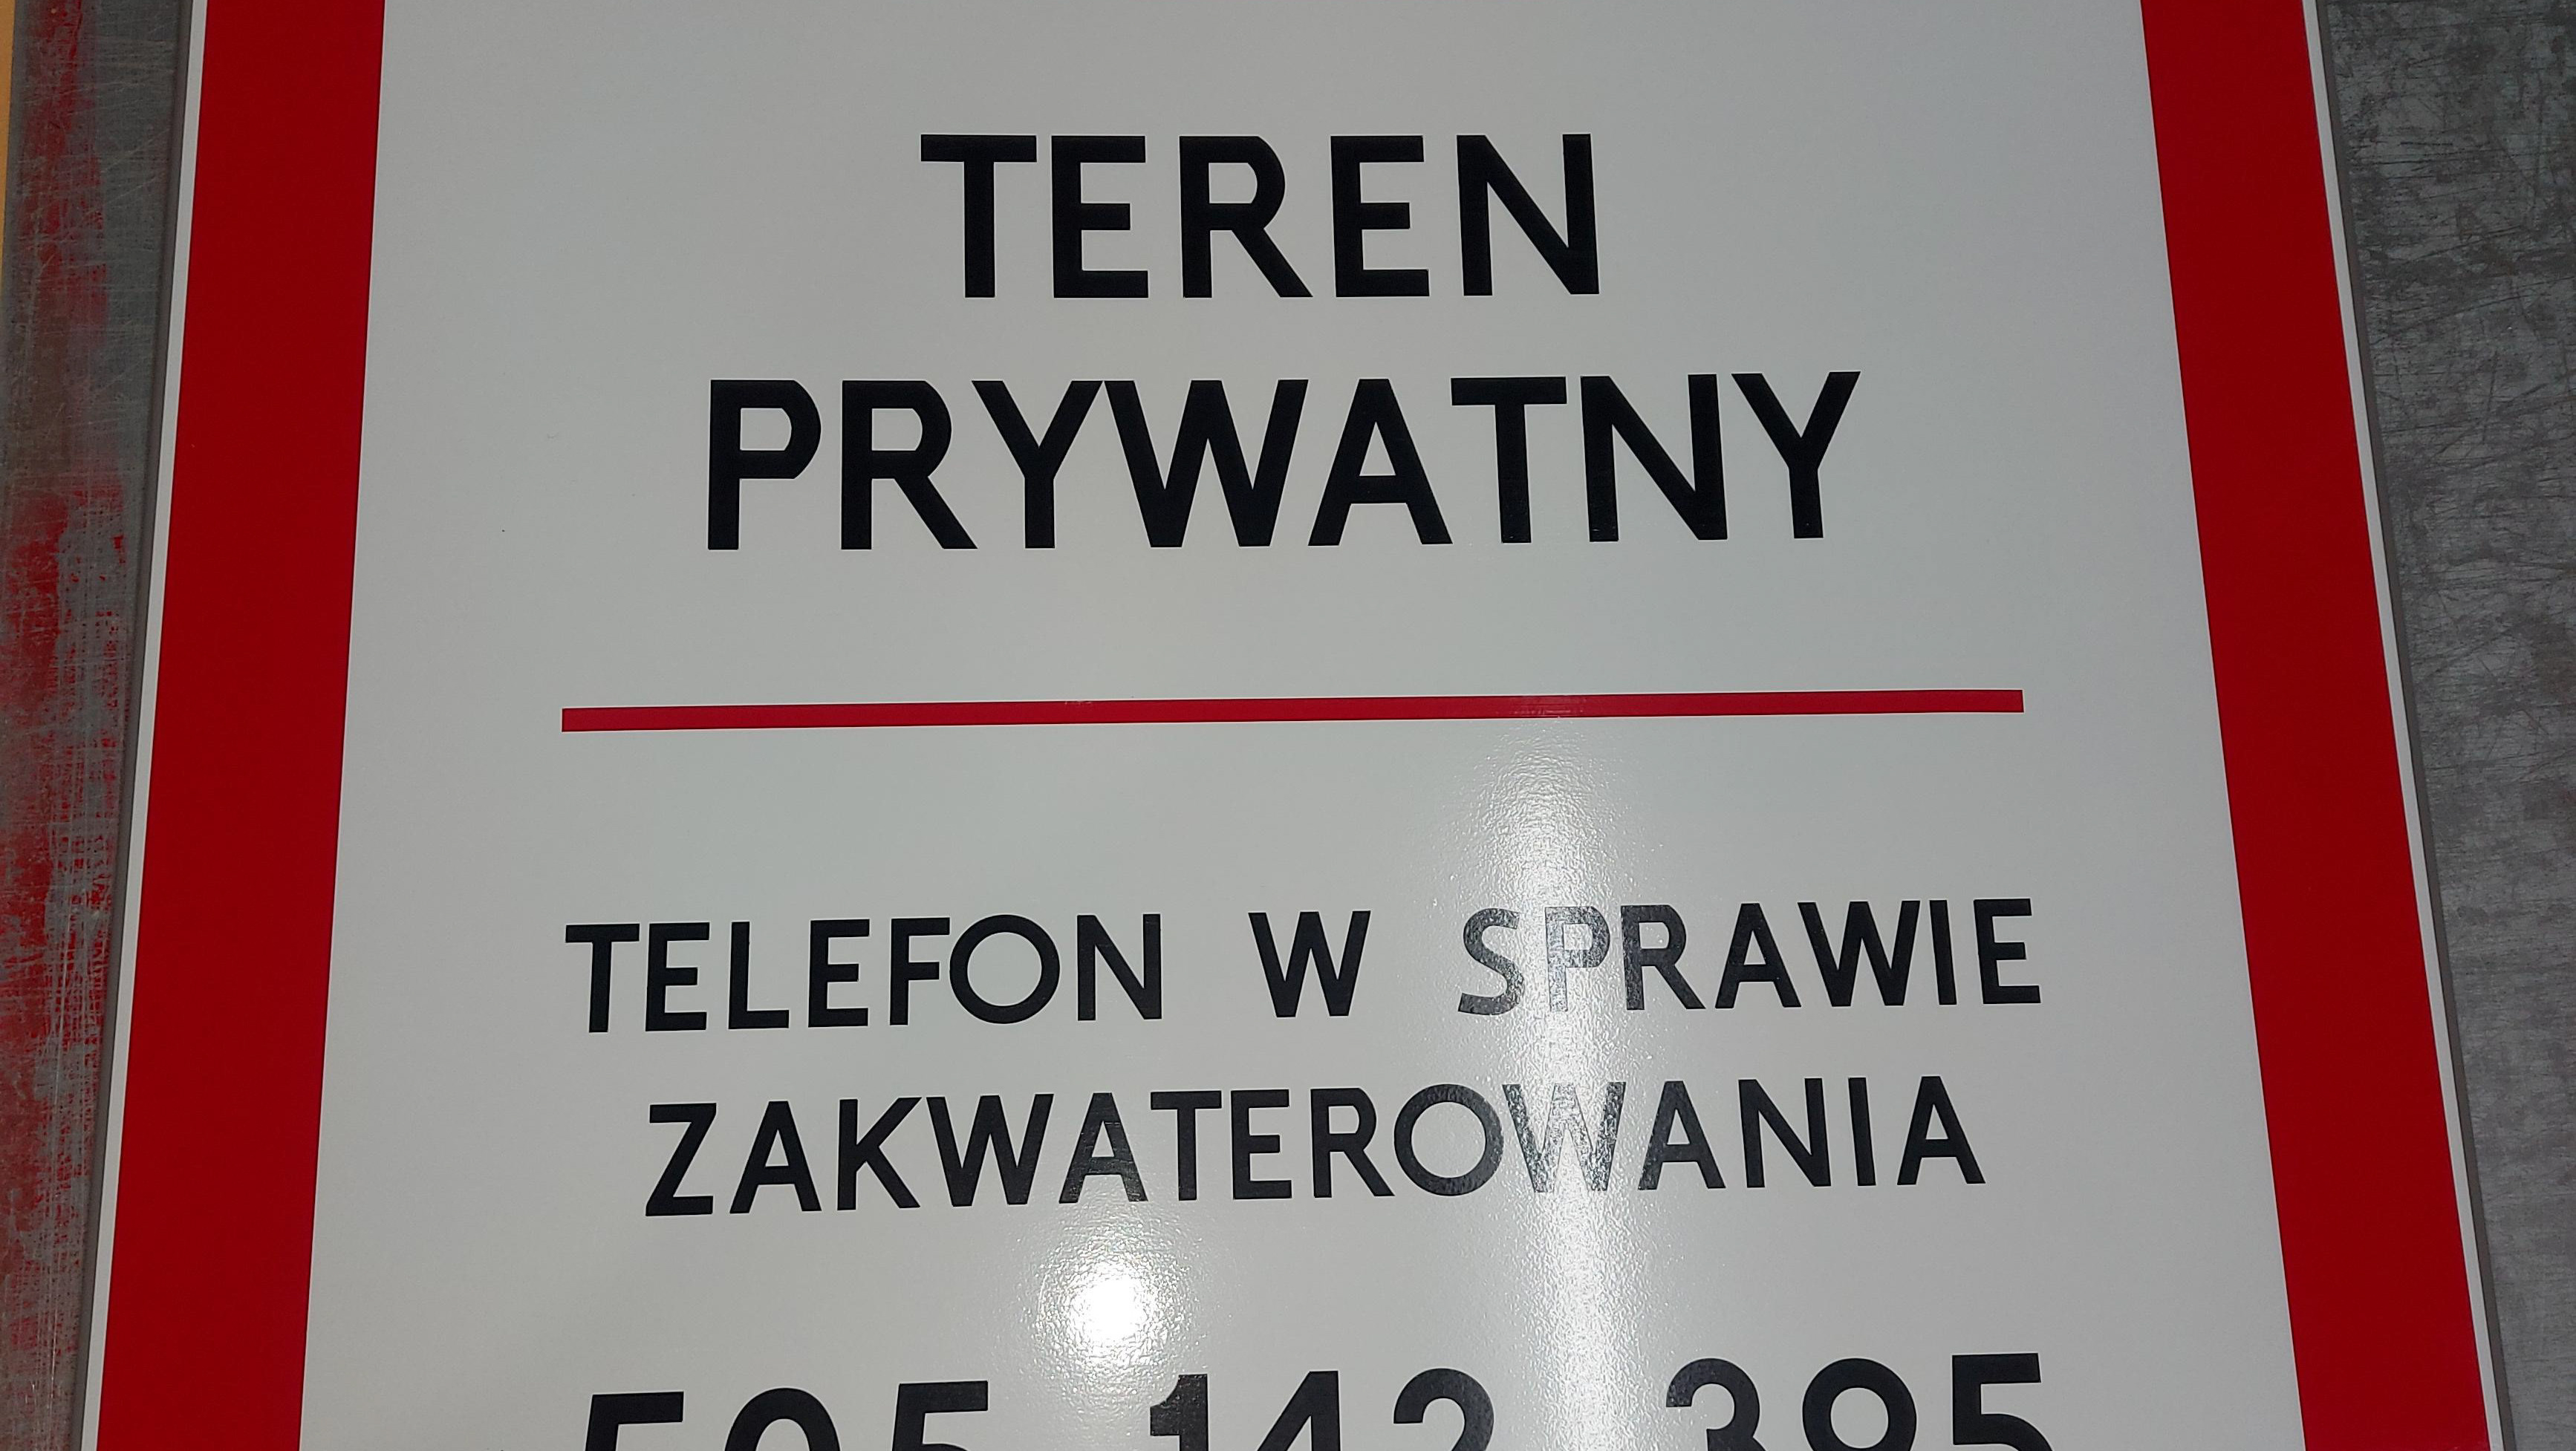 TEREN
PRYWATNY
TELEFON W SPRAWIE
ZAKWATEROWANIA